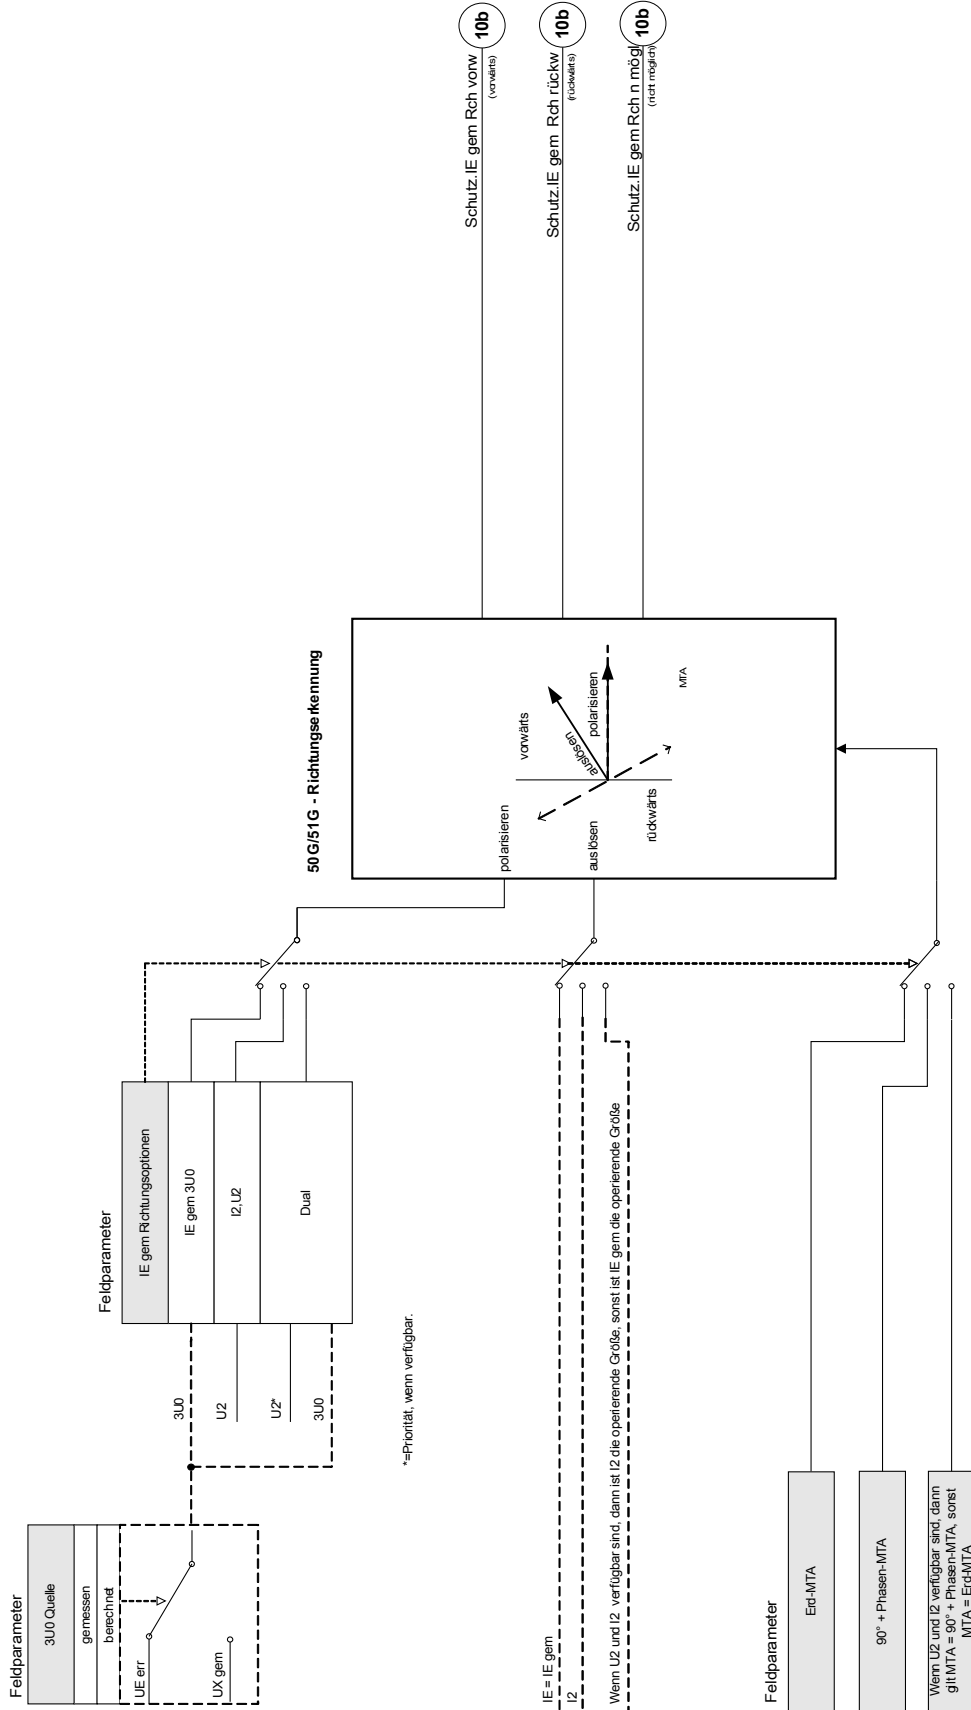 Feldparameter
3U0 Quelle
gemessen
berechnet
UE err
UX gem
Feldparameter
IE gem Richtungsoptionen
IE gem 3U0
I2,U2
Dual
3U0
U2
U2*
3U0
*=Priorität, wenn verfügbar.
IE = IE gem
I2
Wenn U2 und I2 verfügbar sind, dann ist I2 die operierende Größe, sonst ist IE gem die operierende Größe
Feldparameter
Erd-MTA
90° + Phasen-MTA
Wenn U2 und I2 verfügbar sind, dann
gilt MTA = 90° + Phasen-MTA, sonst
MTA = Erd-MTA
50G/51G - Richtungserkennung
polarisieren
auslösen
vorwärts
auslösen
polarisieren
rückwärts
MTA
Schutz.IE gem Rch vorw
(vorwärts)
10b
Schutz.IE gem Rch rückw
(rückwärts)
10b
Schutz.IE gem Rch n mögl
(nicht möglich)
10b